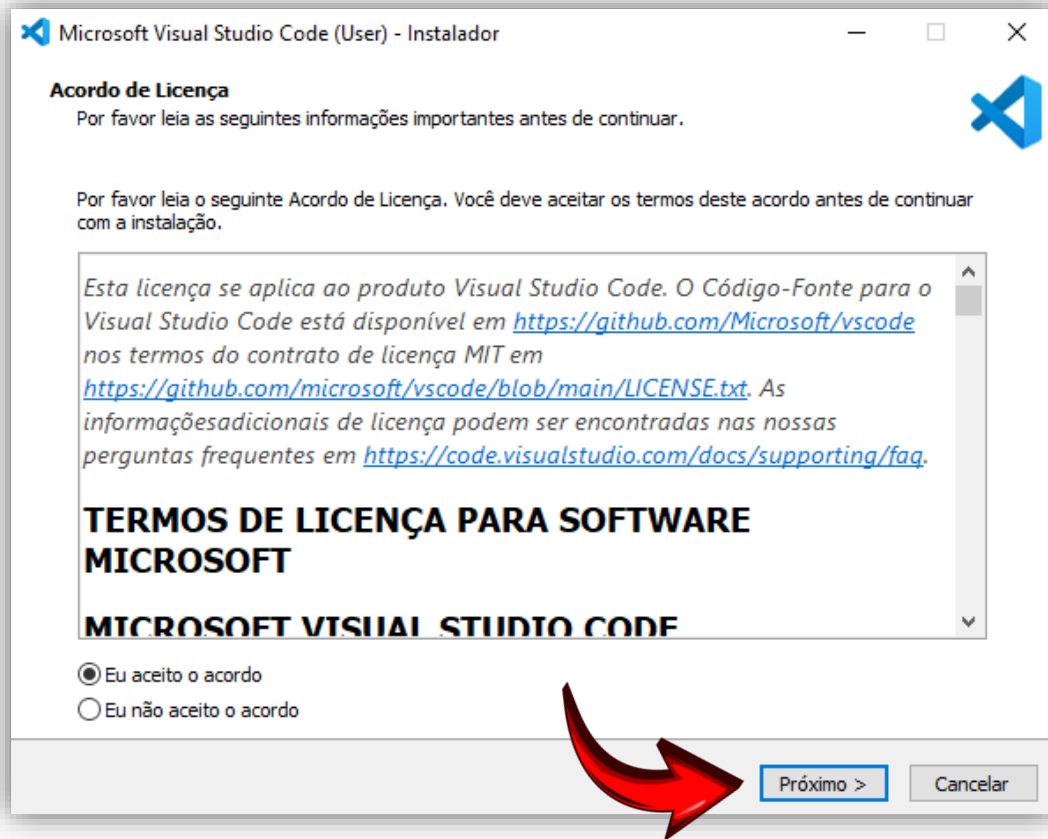 Microsoft Visual Studio Code (User) - Instalador
Acordo de Licença
Por favor leia as seguintes informações importantes antes de continuar.
Por favor leia o seguinte Acordo de Licença. Você deve aceitar os termos deste acordo antes de continuar
com a instalação.
Esta licença se aplica ao produto Visual Studio Code. O Código-Fonte para o
Visual Studio Code está disponível em https://github.com/Microsoft/vscode
nos termos do contrato de licença MIT em
https://github.com/microsoft/vscode/blob/main/LICENSE.txt. As
informaçõesadicionais de licença podem ser encontradas nas nossas
perguntas frequentes em https://code.visualstudio.com/docs/supporting/faq.
TERMOS DE LICENÇA PARA SOFTWARE
MICROSOFT
MICROSOFT VISUAL STUDIO CODE
Eu aceito o acordo
Eu não aceito o acordo
Próximo >
Cancelar